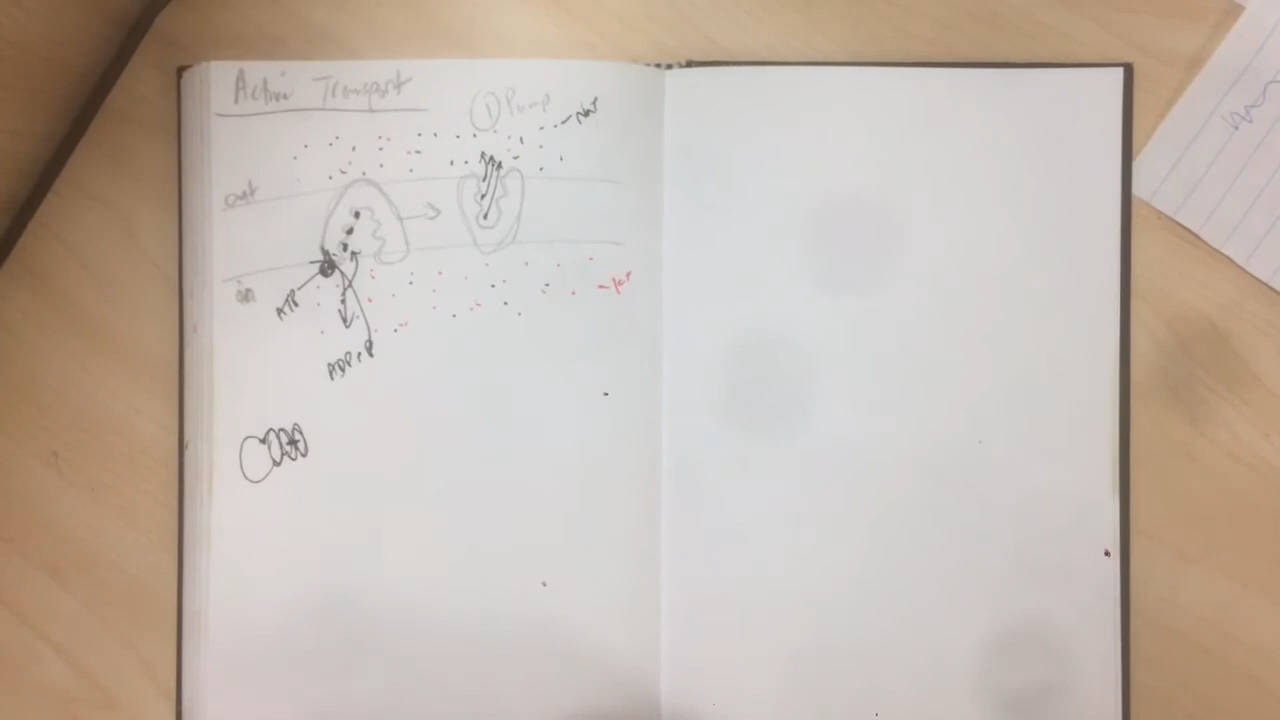 Active Transport
① Pump
Na+
out
in
K+
ATP
ADP + P